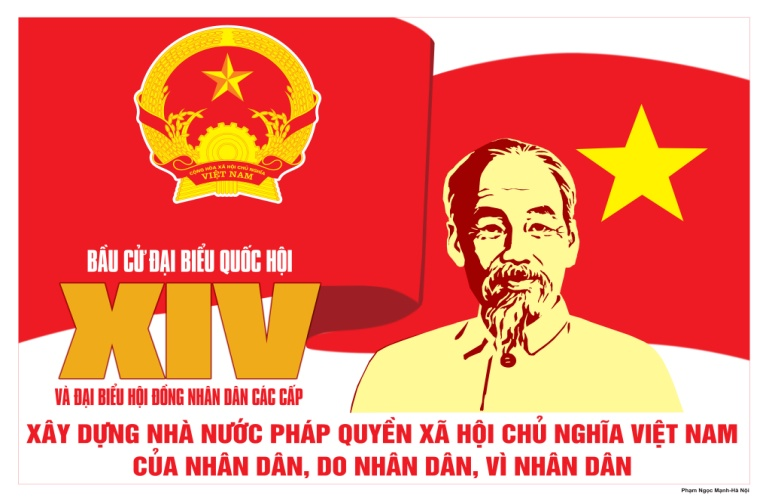 CỘNG HÒA XÃ HỘI CHỦ NGHĨA
VIỆT NAM
BẦU CỬ ĐẠI BIỂU QUỐC HỘI
XIV
VÀ ĐẠI BIỂU HỘI ĐỒNG NHÂN DÂN CÁC CẤP
XÂY DỰNG NHÀ NƯỚC PHÁP QUYỀN XÃ HỘI CHỦ NGHĨA VIỆT NAM
CỦA NHÂN DÂN, DO NHÂN DÂN, VÌ NHÂN DÂN
Phạm Ngọc Mạnh-Hà Nội